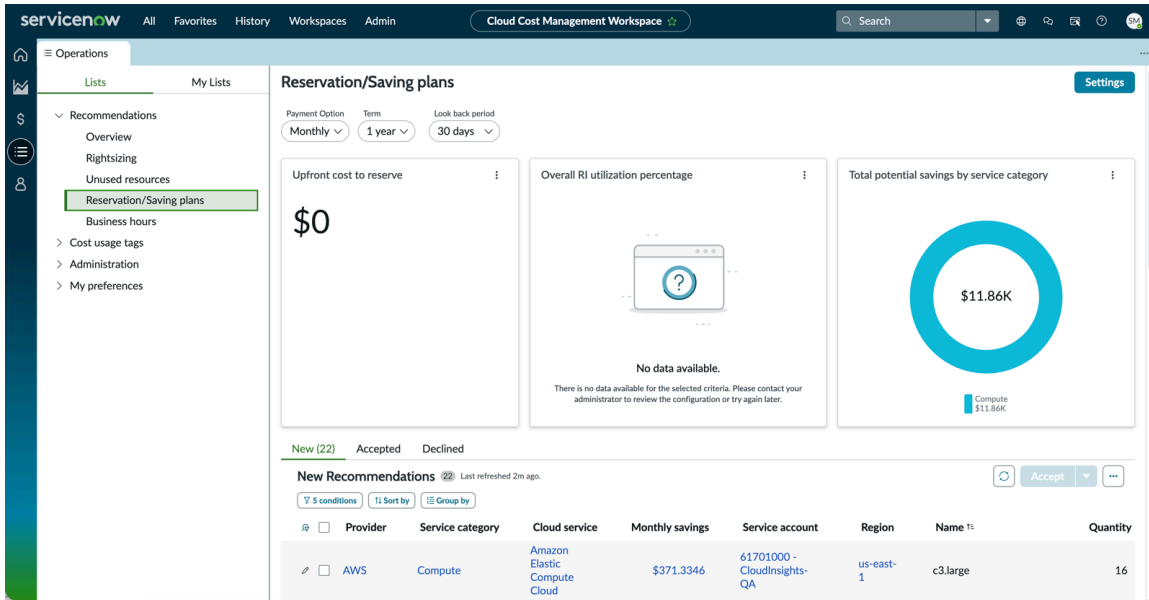 servicenow All Favorites History Workspaces Admin Cloud Cost Management Workspace Search SM
Operations
Lists My Lists
Recommendations
Overview
Rightsizing
Unused resources
Reservation/Saving plans
Business hours
Cost usage tags
Administration
My preferences
Reservation/Saving plans
Settings
Payment Option Term Look back period
Monthly 1 year 30 days
Upfront cost to reserve
$0
Overall RI utilization percentage
?
No data available.
There is no data available for the selected criteria. Please contact your
administrator to review the configuration or try again later.
Total potential savings by service category
$11.86K
Compute
$11.86K
New (22) Accepted Declined
New Recommendations 22 Last refreshed 2m ago.
Accept
5 conditions Sort by Group by
Provider Service category Cloud service Monthly savings Service account Region Name Quantity
AWS Compute Amazon
Elastic
Compute
Cloud
$371.3346
61701000 -
CloudInsights-
QA
us-east-
1
c3.large 16